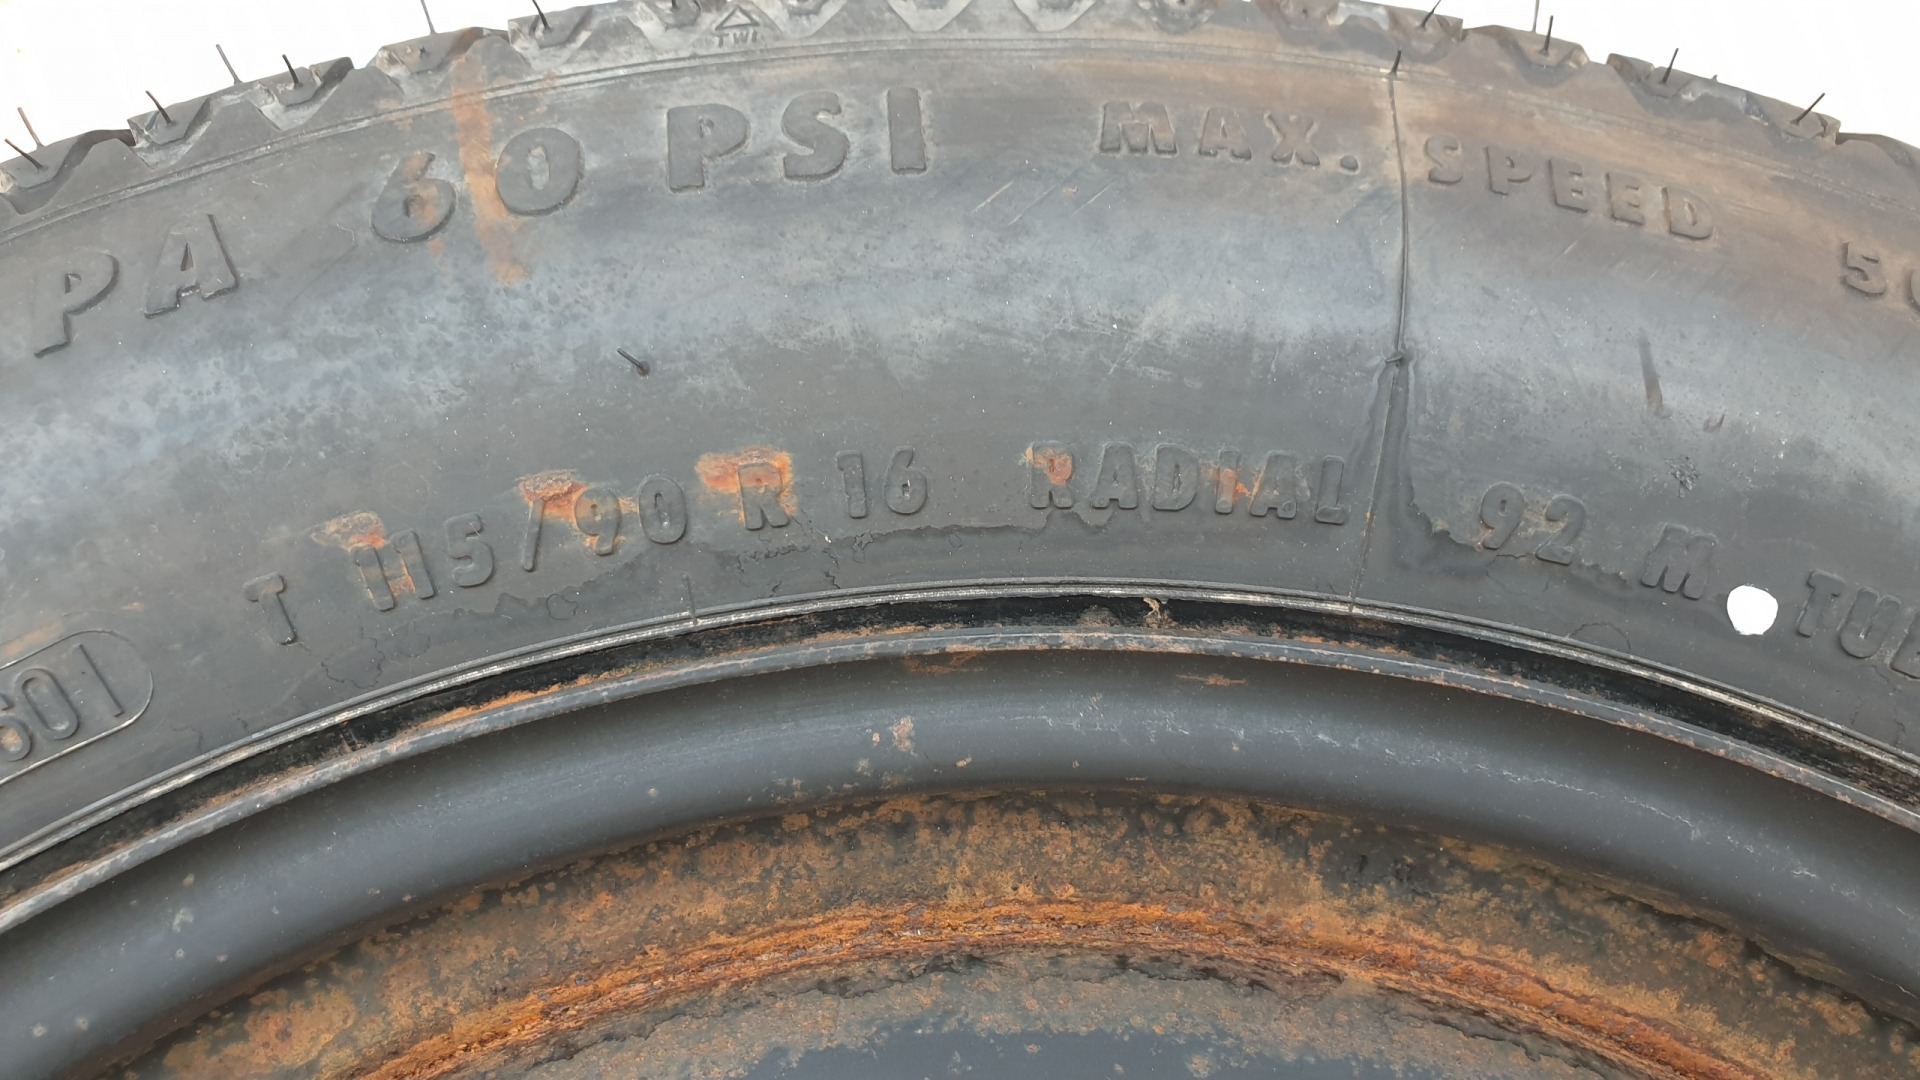 TWI
PA 60 PSI MAX. SPEED
T 115/90 R 16 RADIAL 92 M